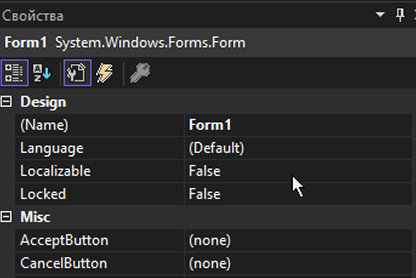 Свойства
Form1 System.Windows.Forms.Form
Design
(Name) Form1
Language (Default)
Localizable False
Locked False
Misc
AcceptButton (none)
CancelButton (none)